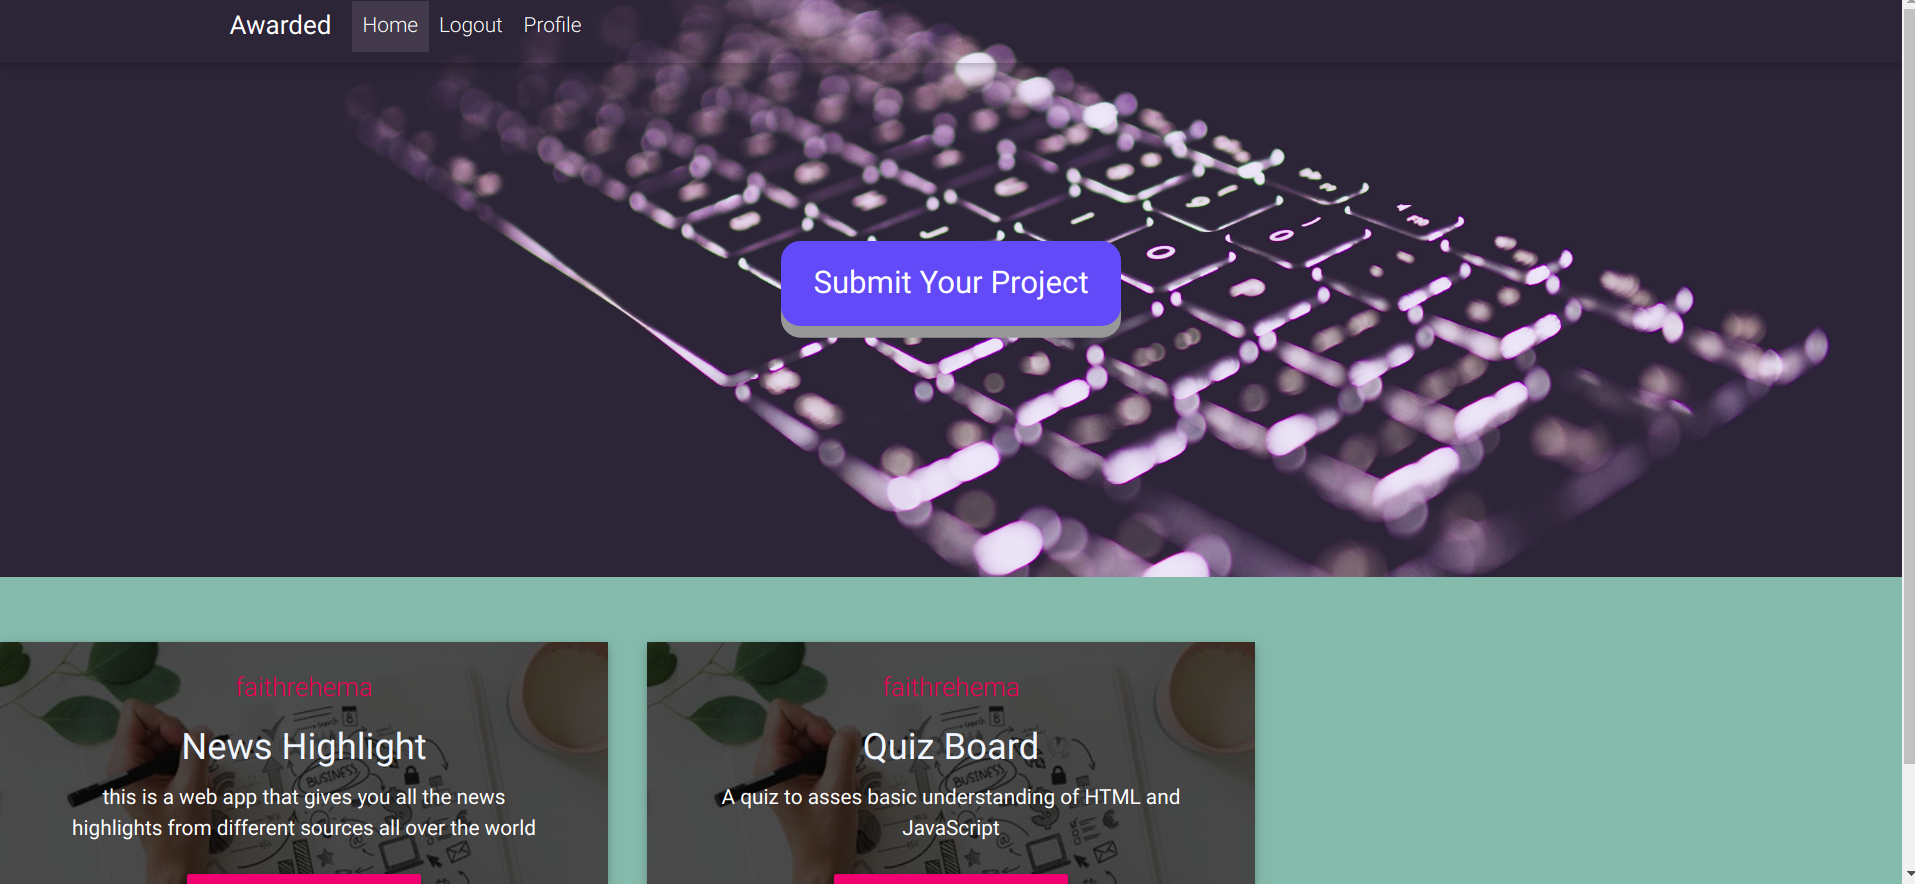 Awarded Home Logout Profile
Submit Your Project
faithrehema
News Highlight
BUSINESS
this is a web app that gives you all the news
highlights from different sources all over the world
faithrehema
Quiz Board
BUSINESS
A quiz to asses basic understanding of HTML and
JavaScript